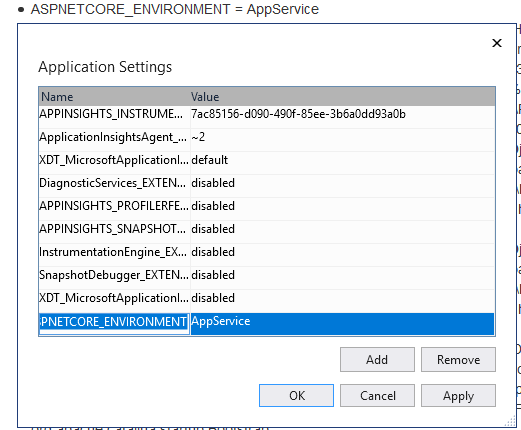 • ASPNETCORE_ENVIRONMENT = AppService
Application Settings
Name Value
APPINSIGHTS_INSTRUME... 7ac85156-d090-490f-85ee-3b6a0dd93a0b
ApplicationInsightsAgent_... ~2
XDT_MicrosoftApplicationI... default
DiagnosticServices_EXTEN... disabled
APPINSIGHTS_PROFILERFE... disabled
APPINSIGHTS_SNAPSHOT... disabled
InstrumentationEngine_EX... disabled
SnapshotDebugger_EXTEN... disabled
XDT_MicrosoftApplicationI... disabled
PNETCORE_ENVIRONMENT AppService
Add Remove
OK Cancel Apply